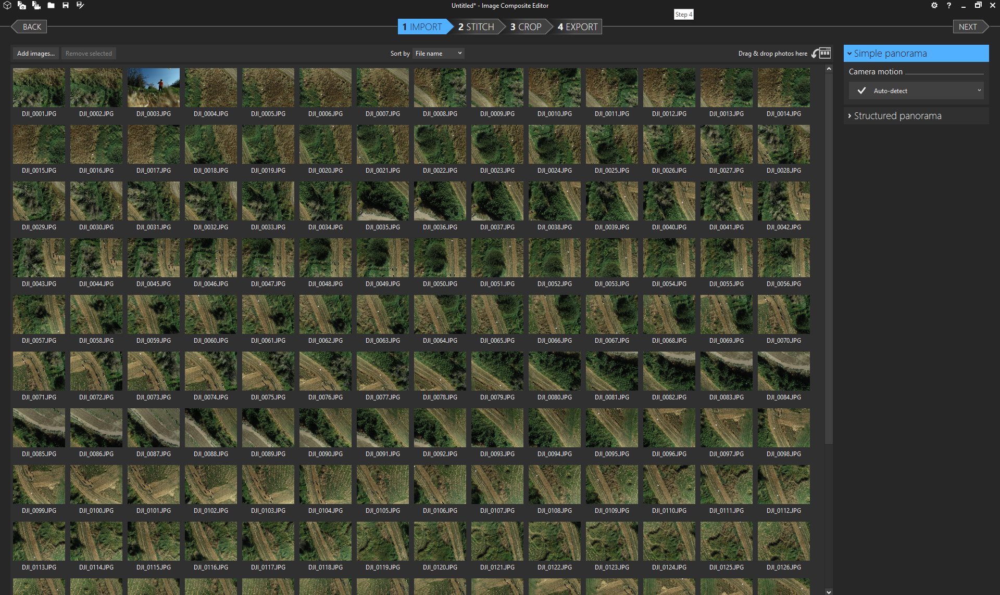 Untitled* - Image Composite Editor
Step 4
BACK
1 IMPORT
2 STITCH
3 CROP
4 EXPORT
NEXT
Add images...
Remove selected
Sort by
File name
Drag & drop photos here
Simple panorama
Camera motion
Auto-detect
Structured panorama
DJI_0001.JPG DJI_0002.JPG DJI_0003.JPG DJI_0004.JPG DJI_0005.JPG DJI_0006.JPG DJI_0007.JPG DJI_0008.JPG DJI_0009.JPG DJI_0010.JPG DJI_0011.JPG DJI_0012.JPG DJI_0013.JPG DJI_0014.JPG
DJI_0015.JPG DJI_0016.JPG DJI_0017.JPG DJI_0018.JPG DJI_0019.JPG DJI_0020.JPG DJI_0021.JPG DJI_0022.JPG DJI_0023.JPG DJI_0024.JPG DJI_0025.JPG DJI_0026.JPG DJI_0027.JPG DJI_0028.JPG
DJI_0029.JPG DJI_0030.JPG DJI_0031.JPG DJI_0032.JPG DJI_0033.JPG DJI_0034.JPG DJI_0035.JPG DJI_0036.JPG DJI_0037.JPG DJI_0038.JPG DJI_0039.JPG DJI_0040.JPG DJI_0041.JPG DJI_0042.JPG
DJI_0043.JPG DJI_0044.JPG DJI_0045.JPG DJI_0046.JPG DJI_0047.JPG DJI_0048.JPG DJI_0049.JPG DJI_0050.JPG DJI_0051.JPG DJI_0052.JPG DJI_0053.JPG DJI_0054.JPG DJI_0055.JPG DJI_0056.JPG
DJI_0057.JPG DJI_0058.JPG DJI_0059.JPG DJI_0060.JPG DJI_0061.JPG DJI_0062.JPG DJI_0063.JPG DJI_0064.JPG DJI_0065.JPG DJI_0066.JPG DJI_0067.JPG DJI_0068.JPG DJI_0069.JPG DJI_0070.JPG
DJI_0071.JPG DJI_0072.JPG DJI_0073.JPG DJI_0074.JPG DJI_0075.JPG DJI_0076.JPG DJI_0077.JPG DJI_0078.JPG DJI_0079.JPG DJI_0080.JPG DJI_0081.JPG DJI_0082.JPG DJI_0083.JPG DJI_0084.JPG
DJI_0085.JPG DJI_0086.JPG DJI_0087.JPG DJI_0088.JPG DJI_0089.JPG DJI_0090.JPG DJI_0091.JPG DJI_0092.JPG DJI_0093.JPG DJI_0094.JPG DJI_0095.JPG DJI_0096.JPG DJI_0097.JPG DJI_0098.JPG
DJI_0099.JPG DJI_0100.JPG DJI_0101.JPG DJI_0102.JPG DJI_0103.JPG DJI_0104.JPG DJI_0105.JPG DJI_0106.JPG DJI_0107.JPG DJI_0108.JPG DJI_0109.JPG DJI_0110.JPG DJI_0111.JPG DJI_0112.JPG
DJI_0113.JPG DJI_0114.JPG DJI_0115.JPG DJI_0116.JPG DJI_0117.JPG DJI_0118.JPG DJI_0119.JPG DJI_0120.JPG DJI_0121.JPG DJI_0122.JPG DJI_0123.JPG DJI_0124.JPG DJI_0125.JPG DJI_0126.JPG